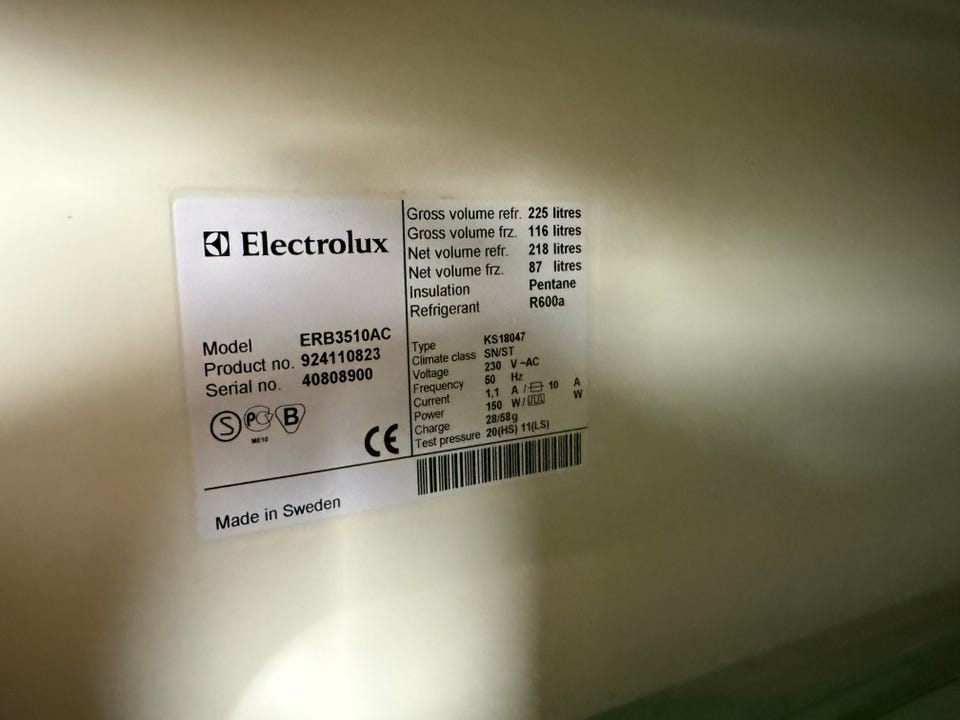 Electrolux
Model ERB3510AC
Product no. 924110823
Serial no. 40808900
S PG B
ME10
CE
Made in Sweden
Gross volume refr. 225 litres
Gross volume frz. 116 litres
Net volume refr. 218 litres
Net volume frz. 87 litres
Insulation Pentane
Refrigerant R600a
Type KS18047
Climate class SN/ST
Voltage 230 V ~AC
Frequency 50 Hz
Current 1,1 A / 10 A
Power 150 W / W
Charge 28/58g
Test pressure 20(HS) 11(LS)